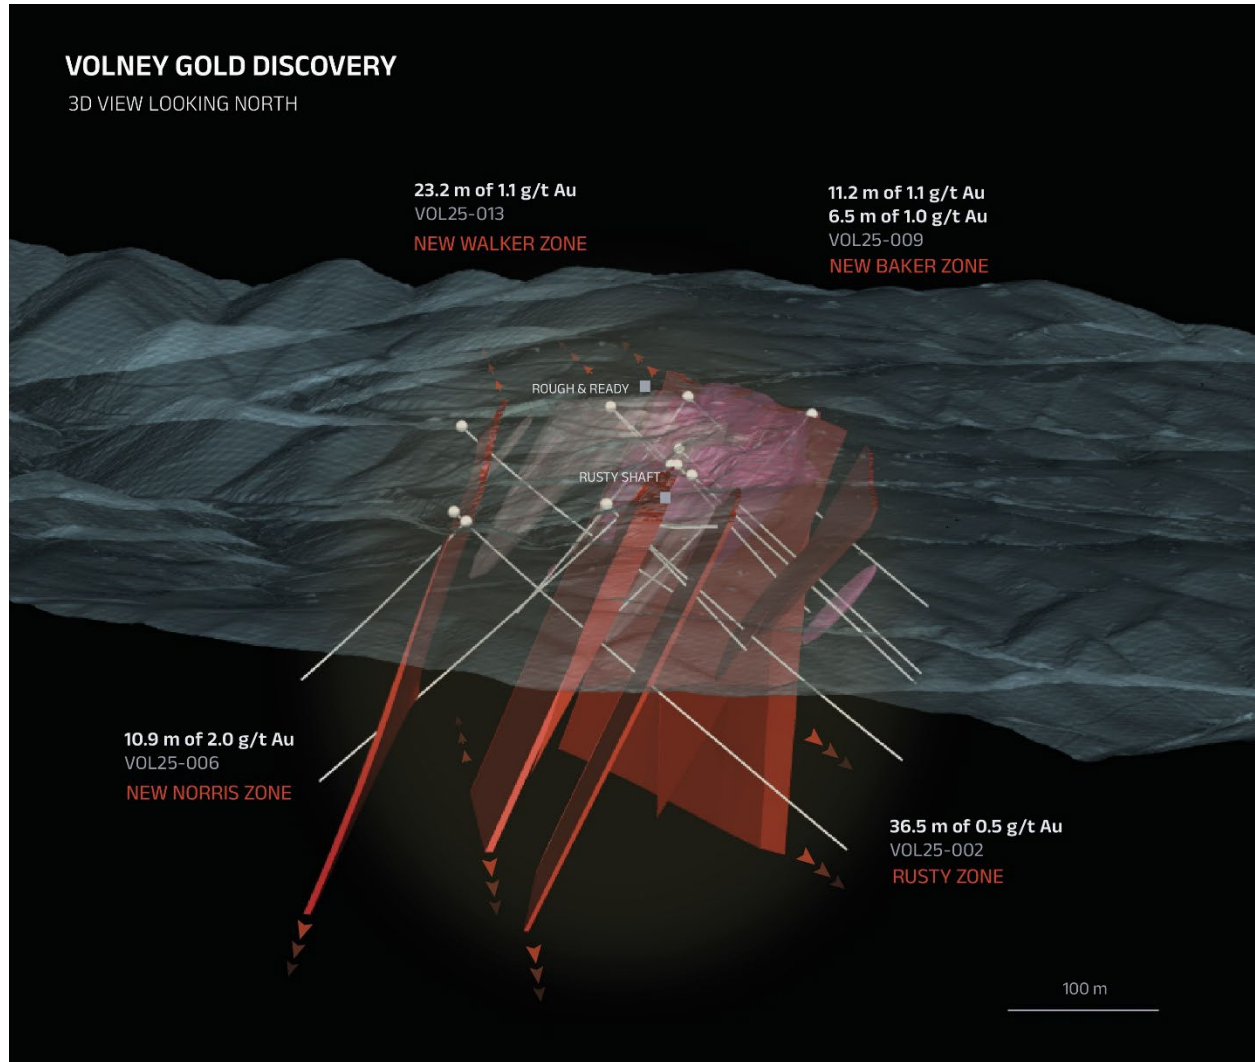 VOLNEY GOLD DISCOVERY
3D VIEW LOOKING NORTH
23.2 m of 1.1 g/t Au
VOL25-013
NEW WALKER ZONE
11.2 m of 1.1 g/t Au
6.5 m of 1.0 g/t Au
VOL25-009
NEW BAKER ZONE
ROUGH & READY
RUSTY SHAFT
10.9 m of 2.0 g/t Au
VOL25-006
NEW NORRIS ZONE
36.5 m of 0.5 g/t Au
VOL25-002
RUSTY ZONE
100 m